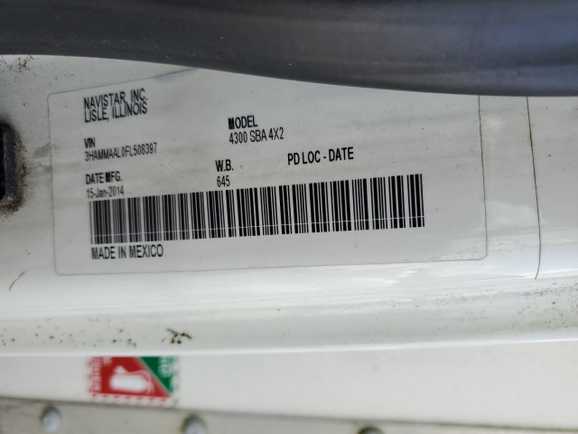 NAVISTAR, INC.
LISLE, ILLINOIS
VIN
3HAMMAAL0FL508397
MODEL
4300 SBA 4X2
DATE MFG.
15-Jan-2014
W.B.
645
PD LOC - DATE
MADE IN MEXICO